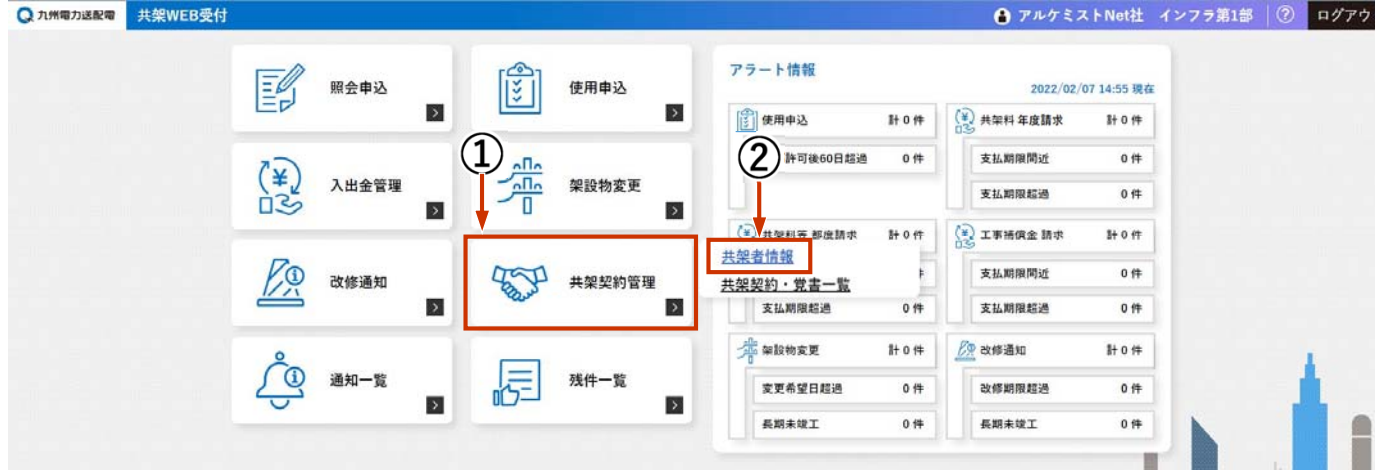 九州電力送配電 共架WEB受付 アルケミストNet社 インフラ第1部 ? ログアウ
照会申込
使用申込
入出金管理
①
架設物変更
改修通知
共架契約管理
通知一覧
残件一覧
アラート情報
2022/02/07 14:55 現在
使用申込 計 0 件
②
許可後60日超過 0 件
共架料 年度請求 計 0 件
支払期限間近 0 件
支払期限超過 0 件
共架料等 都度請求 計 0 件
共架者情報
共架契約・覚書一覧
支払期限超過 0 件
工事補償金 請求 計 0 件
支払期限間近 0 件
支払期限超過 0 件
架設物変更 計 0 件
変更希望日超過 0 件
長期未竣工 0 件
改修通知 計 0 件
改修期限超過 0 件
長期未竣工 0 件